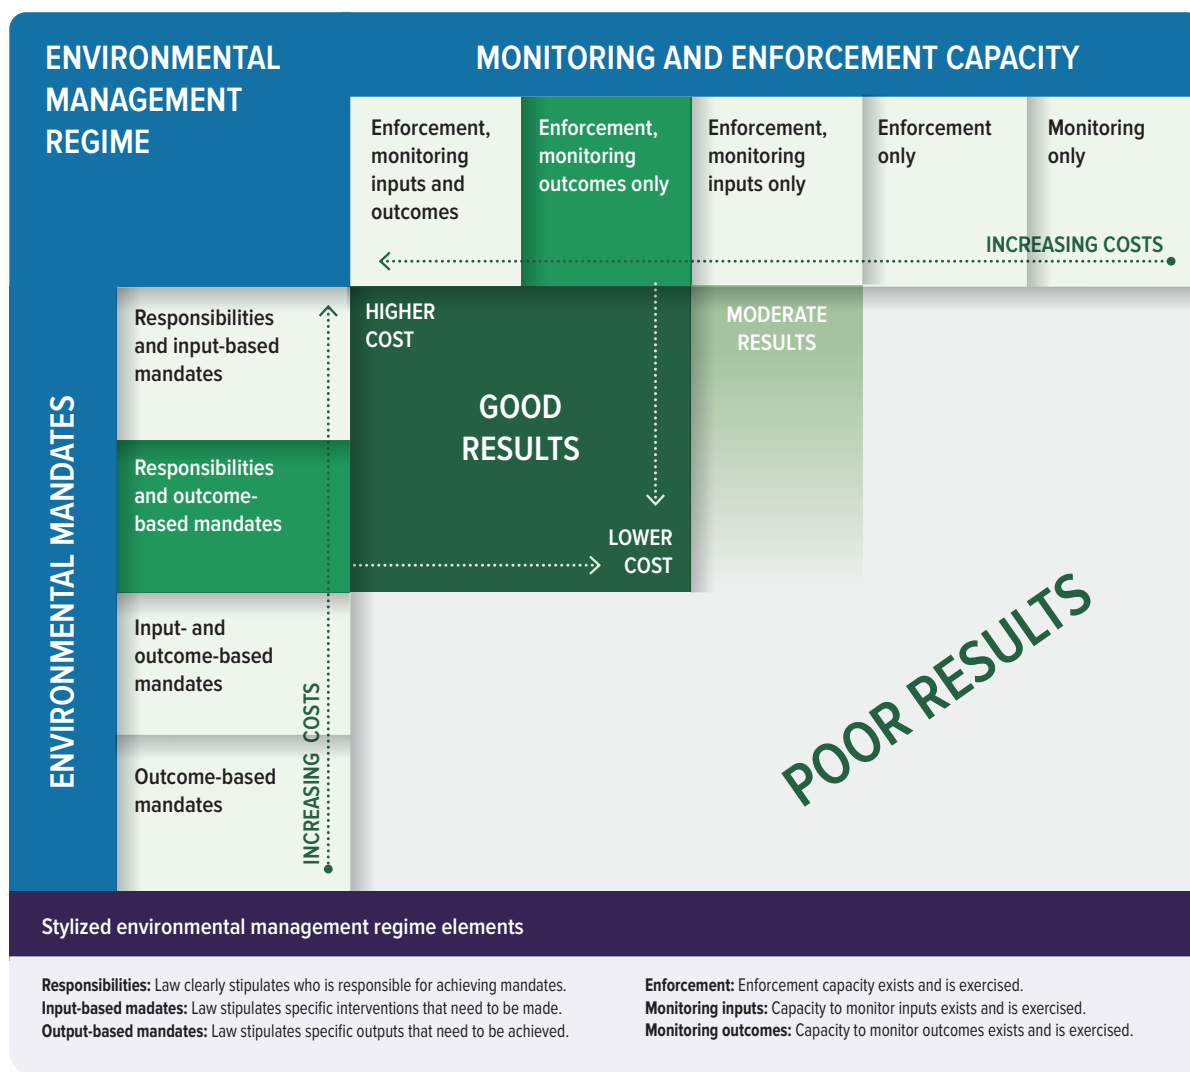 ENVIRONMENTAL
MANAGEMENT
REGIME
MONITORING AND ENFORCEMENT CAPACITY
Enforcement,
monitoring
inputs and
outcomes
Enforcement,
monitoring
outcomes only
Enforcement,
monitoring
inputs only
Enforcement
only
Monitoring
only
INCREASING COSTS
ENVIRONMENTAL MANDATES
Responsibilities
and input-based
mandates
Responsibilities
and outcome-
based mandates
Input- and
outcome-based
mandates
Outcome-based
mandates
INCREASING COSTS
HIGHER
COST
GOOD
RESULTS
LOWER
COST
MODERATE
RESULTS
POOR RESULTS
Stylized environmental management regime elements
Responsibilities: Law clearly stipulates who is responsible for achieving mandates.
Input-based madates: Law stipulates specific interventions that need to be made.
Output-based mandates: Law stipulates specific outputs that need to be achieved.
Enforcement: Enforcement capacity exists and is exercised.
Monitoring inputs: Capacity to monitor inputs exists and is exercised.
Monitoring outcomes: Capacity to monitor outcomes exists and is exercised.